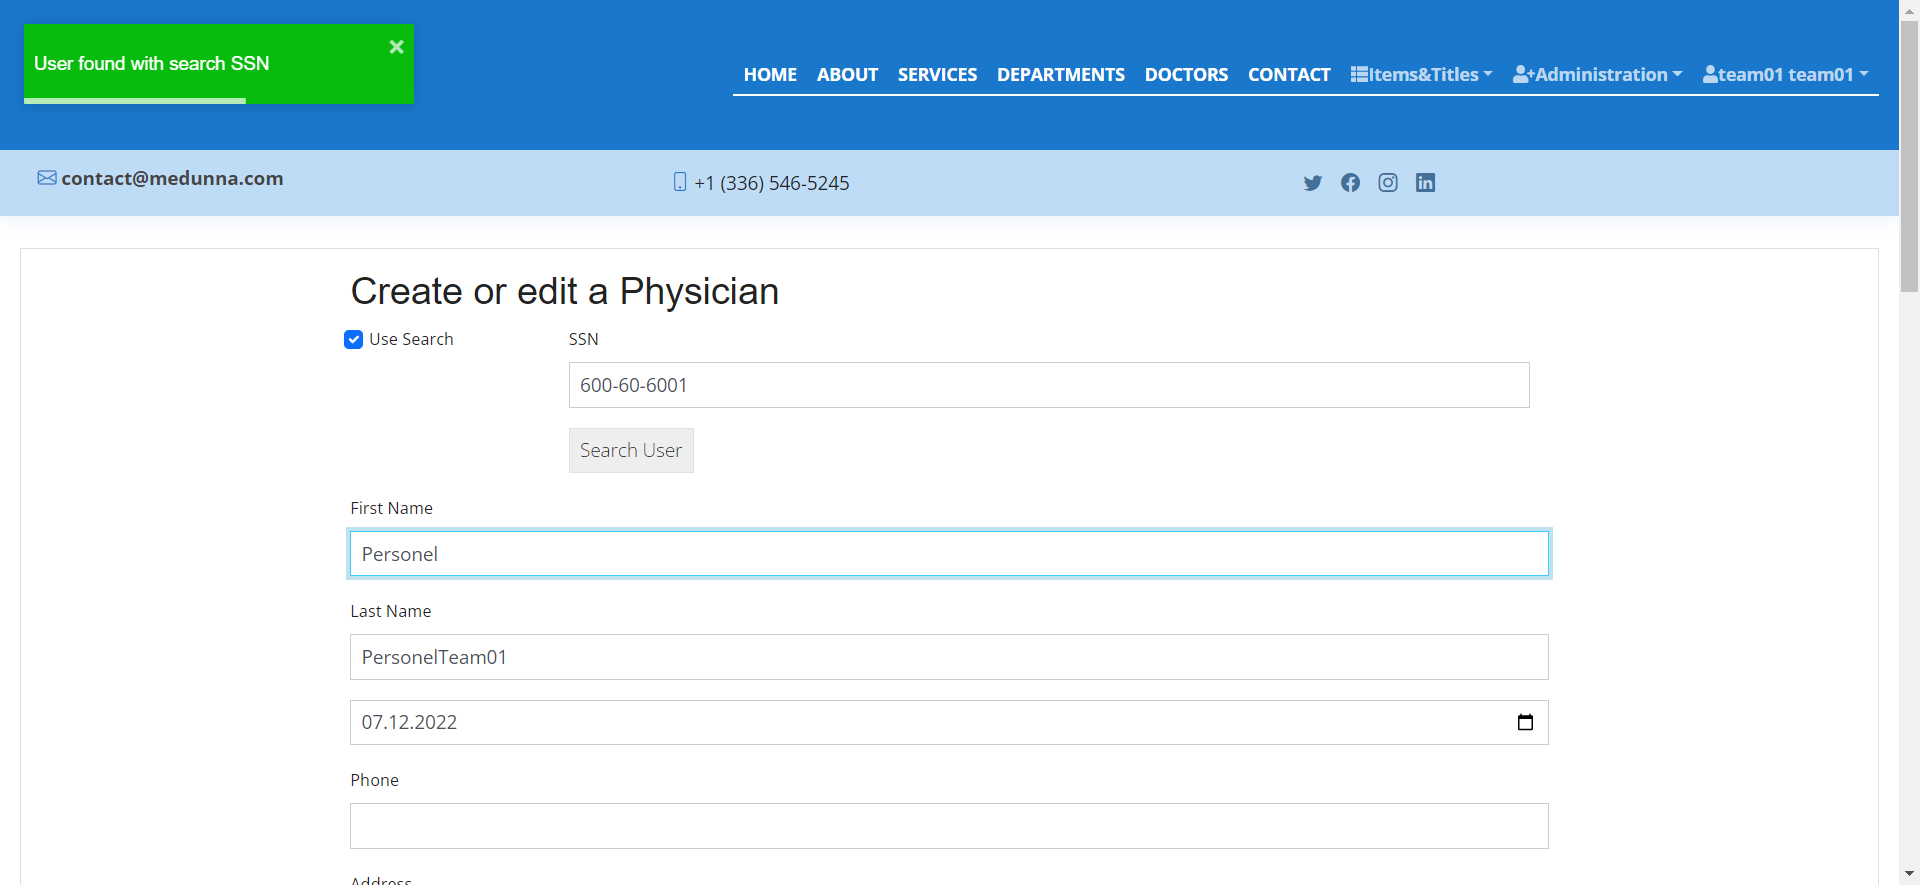 User found with search SSN
HOME ABOUT SERVICES DEPARTMENTS DOCTORS CONTACT Items&Titles Administration team01 team01
contact@medunna.com
+1 (336) 546-5245
Create or edit a Physician
Use Search
SSN
600-60-6001
Search User
First Name
Personel
Last Name
PersonelTeam01
07.12.2022
Phone
Address